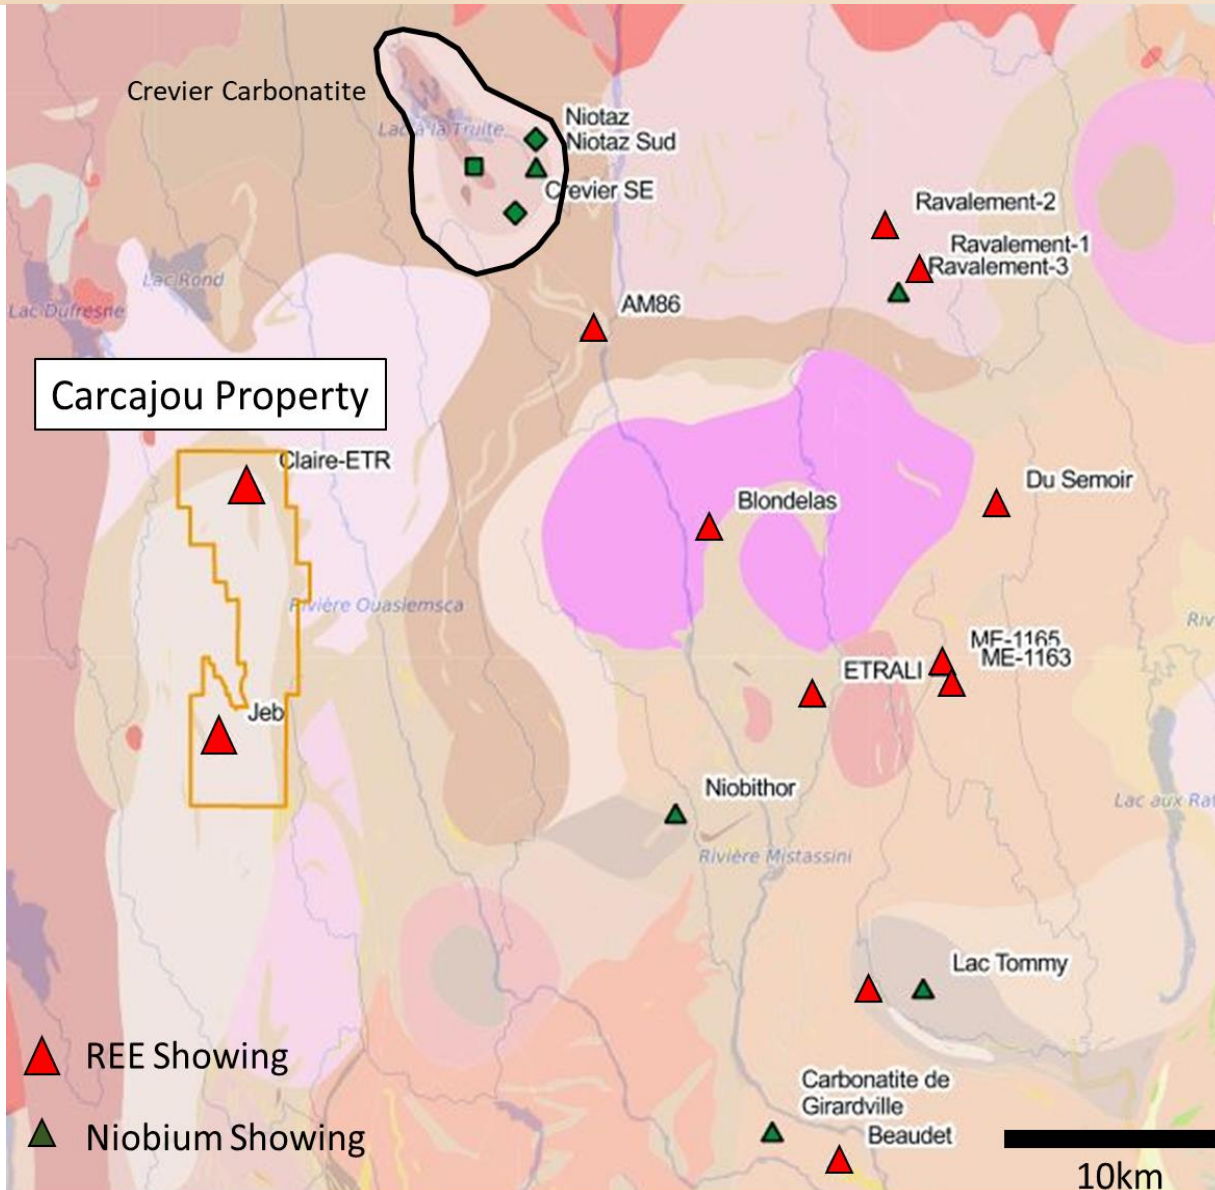 Crevier Carbonatite
Niotaz
Lac à la Truite
Niotaz Sud
Crevier SE
Ravalement-2
Ravalement-1
Ravalement-3
Lac Rond
Lac Dufresne
AM86
Carcajou Property
Claire-ETR
Du Semoir
Blondelas
Rivière Ouasiemsca
Riv
ME-1165
ME-1163
ETRALI
Jeb
Niobithor
Lac aux Rat
Rivière Mistassini
Lac Tommy
REE Showing
Carbonatite de
Girardville
Niobium Showing
Beaudet
10km